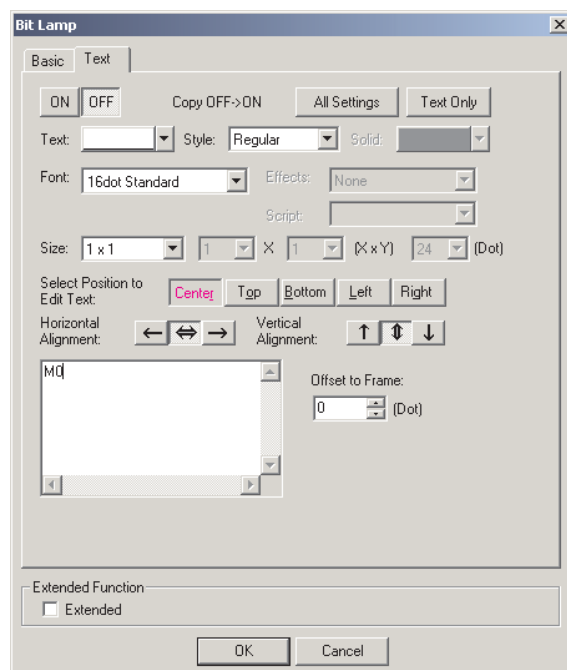 Bit Lamp
Basic Text
ON OFF Copy OFF->ON All Settings Text Only
Text: Style: Regular Solid:
Font: 16dot Standard Effects: None
Script:
Size: 1 x 1 1 X 1 (X x Y) 24 (Dot)
Select Position to
Edit Text: Center Top Bottom Left Right
Horizontal
Alignment: ← ⇔ → Vertical
Alignment: ↑ ⇕ ↓
M0
Offset to Frame:
0 (Dot)
Extended Function
Extended
OK Cancel